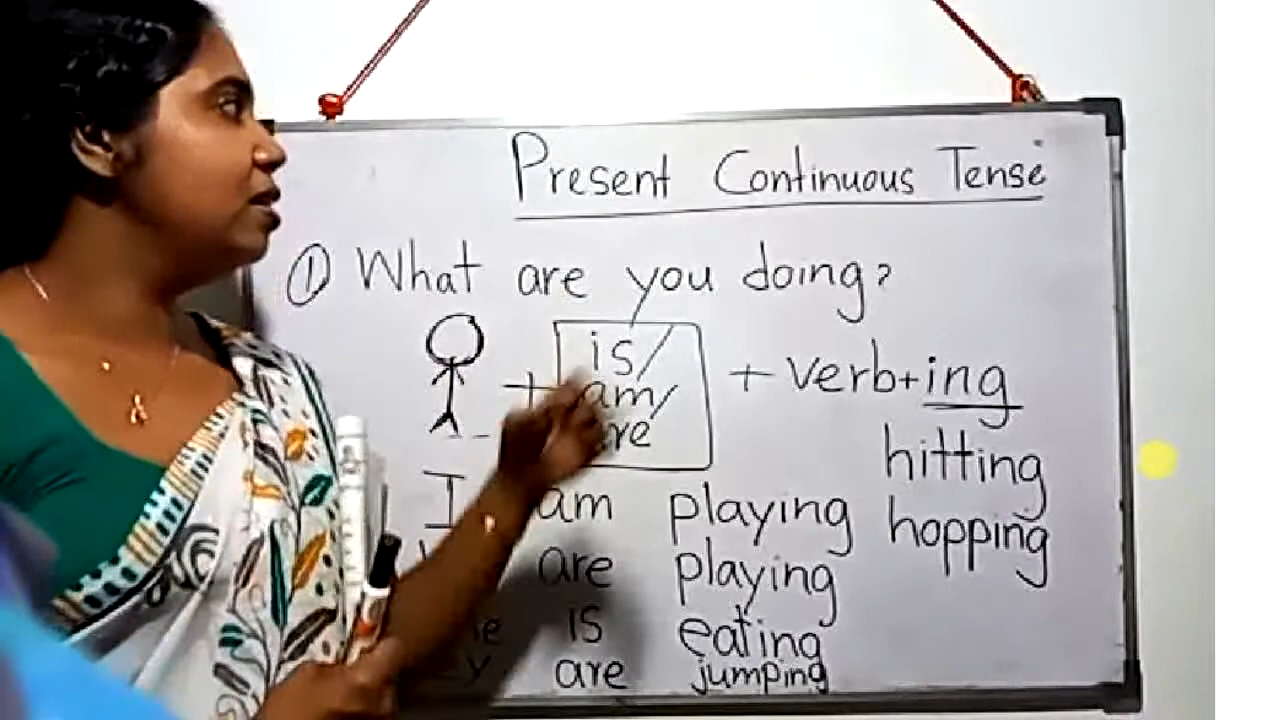 Present Continuous Tense
① What are you doing?
+ is/ am/ are + verb+ing
hitting
I am playing hopping
are playing
is eating
are jumping